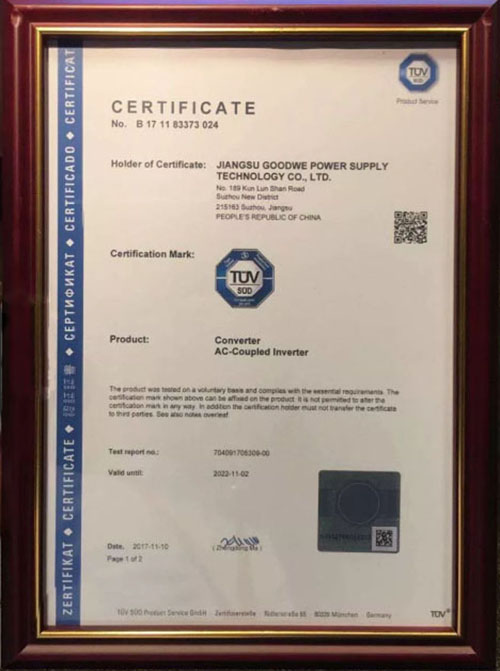 TÜV
SÜD
Product Service
CERTIFICATE
No. B 17 11 83373 024
Holder of Certificate: JIANGSU GOODWE POWER SUPPLY
TECHNOLOGY CO., LTD.
No. 189 Kun Lun Shan Road
Suzhou New District
215163 Suzhou, Jiangsu
PEOPLE'S REPUBLIC OF CHINA
Certification Mark:
TÜV
SÜD
Product: Converter
AC-Coupled Inverter
The product was tested on a voluntary basis and complies with the essential requirements. The
certification mark shown above can be affixed on the product. It is not permitted to alter the
certification mark in any way. In addition the certification holder must not transfer the certificate
to third parties. See also notes overleaf.
Test report no.: 704091706309-00
Valid until: 2022-11-02
Date, 2017-11-10
( Zhengdong Ma )
Page 1 of 2
TÜV SÜD Product Service GmbH · Zertifizierstelle · Ridlerstraße 65 · 80339 München · Germany
TÜV®
ZERTIFIKAT ◆ CERTIFICATE ◆ ◆ СЕРТИФИКАТ ◆ CERTIFICADO ◆ CERTIFICAT